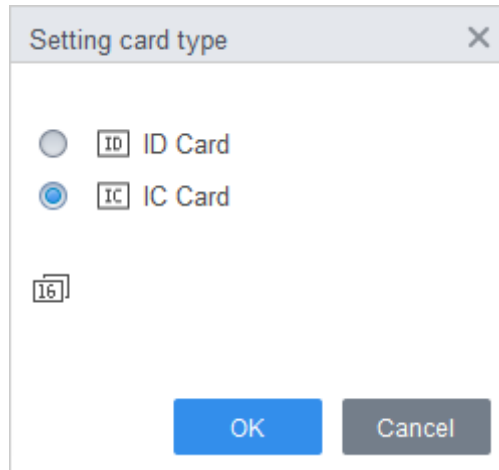 Setting card type
ID ID Card
IC IC Card
16
OK Cancel